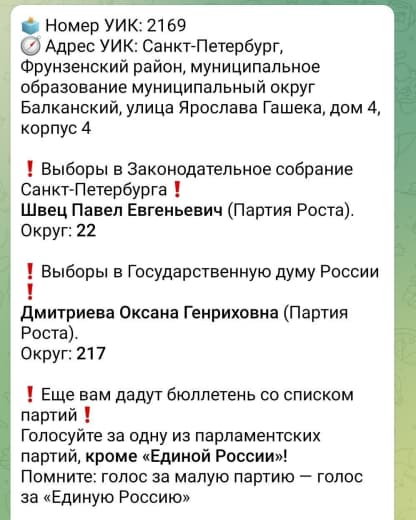 🗳 Номер УИК: 2169
🧭 Адрес УИК: Санкт-Петербург,
Фрунзенский район, муниципальное
образование муниципальный округ
Балканский, улица Ярослава Гашека, дом 4,
корпус 4
❗Выборы в Законодательное собрание
Санкт-Петербурга❗
Швец Павел Евгеньевич (Партия Роста).
Округ: 22
❗Выборы в Государственную думу России
❗
Дмитриева Оксана Генриховна (Партия
Роста).
Округ: 217
❗Еще вам дадут бюллетень со списком
партий❗
Голосуйте за одну из парламентских
партий, кроме «Единой России»!
Помните: голос за малую партию — голос
за «Единую Россию»